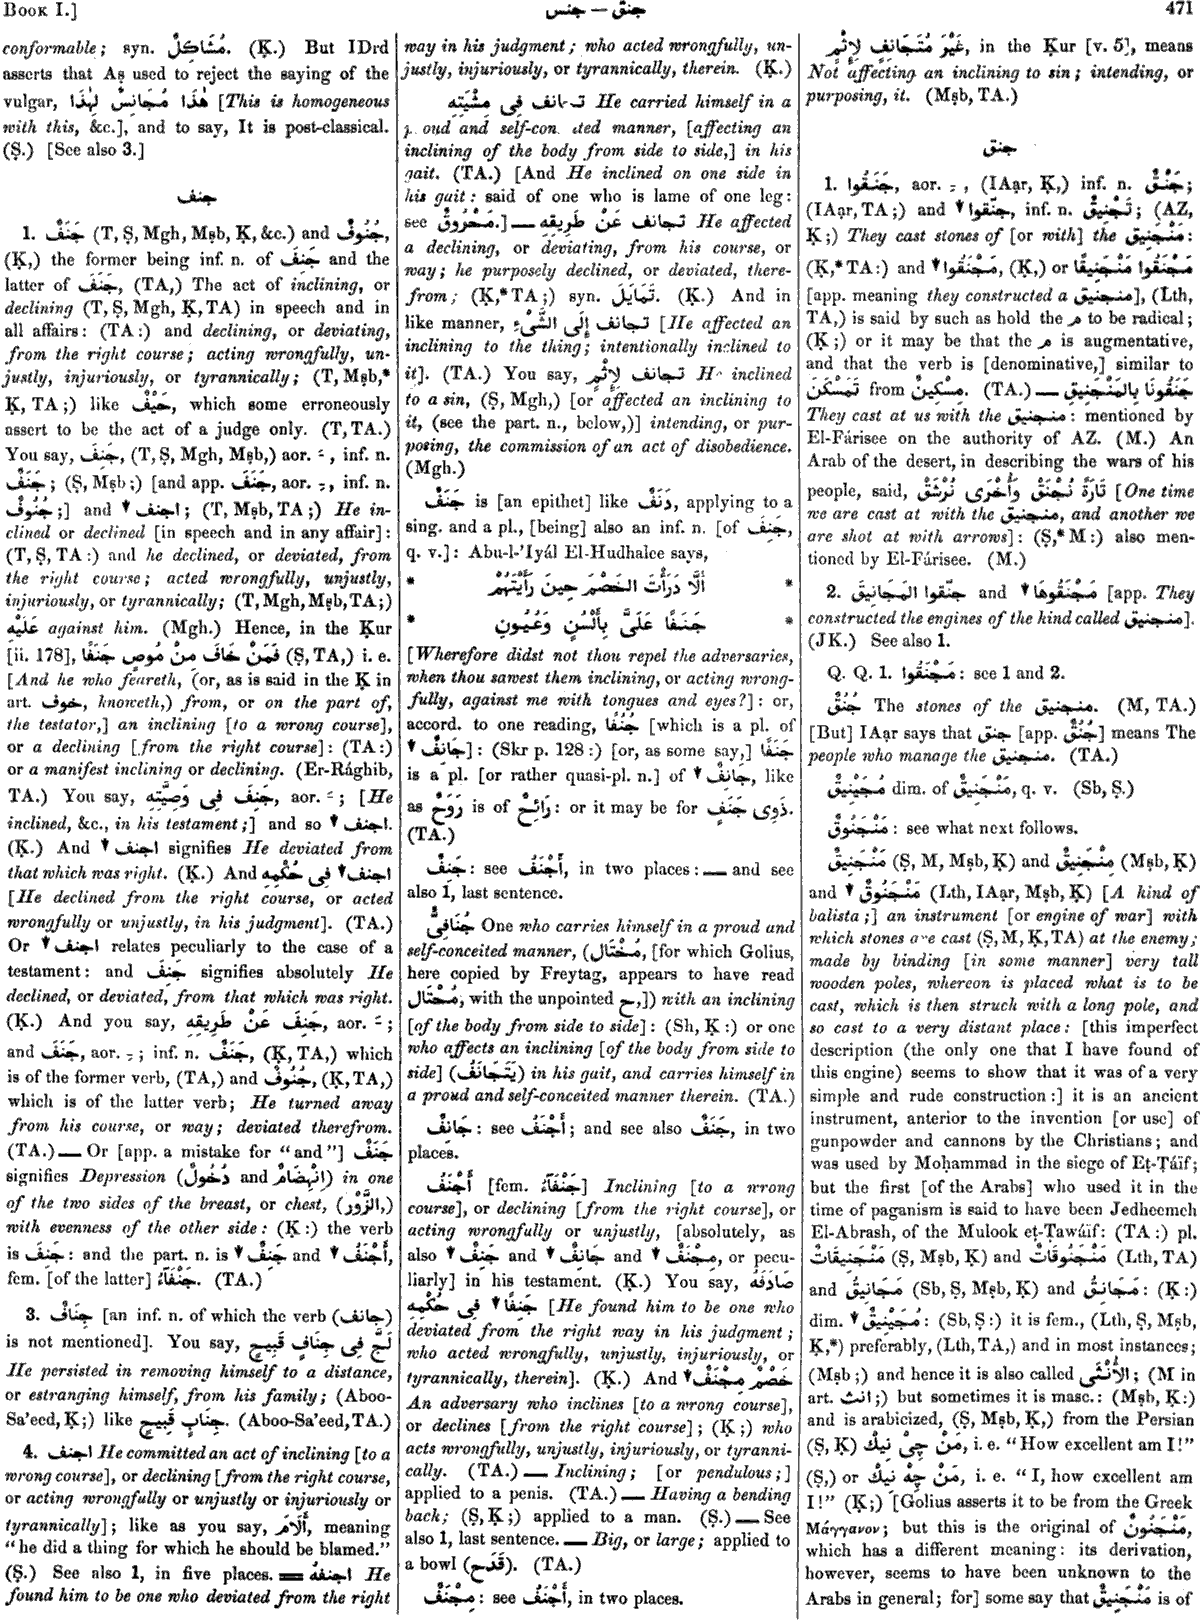 BOOK I.]
جنق — جنس
471
conformable; syn. مُشَاكِلٌ. (Ḳ.) But IDrd
asserts that Aṣ used to reject the saying of the
vulgar, هٰذَا مُجَانِسٌ لِهٰذَا [This is homogeneous
with this, &c.], and to say, It is post-classical.
(Ṣ.) [See also 3.]
جنف
1. جَنَفٌ (T, Ṣ, Mgh, Mṣb, Ḳ, &c.) and جُنُوفٌ,
(Ḳ,) the former being inf. n. of جَنِفَ and the
latter of جَنَفَ, (TA,) The act of inclining, or
declining (T, Ṣ, Mgh, Ḳ, TA) in speech and in
all affairs: (TA:) and declining, or deviating,
from the right course; acting wrongfully, un-
justly, injuriously, or tyrannically; (T, Mṣb,*
Ḳ, TA;) like حَيْفٌ, which some erroneously
assert to be the act of a judge only. (T, TA.)
You say, جَنِفَ, (T, Ṣ, Mgh, Mṣb,) aor. ـَ, inf. n.
جَنَفٌ; (Ṣ, Mṣb;) [and app. جَنَفَ, aor. ـِ, inf. n.
جُنُوفٌ;] and ▼ اجنف; (T, Mṣb, TA;) He in-
clined or declined [in speech and in any affair]:
(T, Ṣ, TA:) and he declined, or deviated, from
the right course; acted wrongfully, unjustly,
injuriously, or tyrannically; (T, Mgh, Mṣb, TA;)
عَلَيْهِ against him. (Mgh.) Hence, in the Ḳur
[ii. 178], فَمَنْ خَافَ مِنْ مُوصٍ جَنَفًا (Ṣ, TA,) i. e.
[And he who feareth, (or, as is said in the Ḳ in
art. خوف, knoweth,) from, or on the part of,
the testator,] an inclining [to a wrong course],
or a declining [from the right course]: (TA:)
or a manifest inclining or declining. (Er-Rághib,
TA.) You say, جَنِفَ فِى وَصِيَّتِهِ, aor. ـَ; [He
inclined, &c., in his testament;] and so ▼ اجنف.
(Ḳ.) And ▼ اجنف signifies He deviated from
that which was right. (Ḳ.) And ▼ اجنف فِى حُكْمِهِ
[He declined from the right course, or acted
wrongfully or unjustly, in his judgment]. (TA.)
Or ▼ اجنف relates peculiarly to the case of a
testament: and جَنِفَ signifies absolutely He
declined, or deviated, from that which was right.
(Ḳ.) And you say, جَنِفَ عَنْ طَرِيقِهِ, aor. ـَ;
and جَنَفَ, aor. ـِ; inf. n. جَنَفٌ, (Ḳ, TA,) which
is of the former verb, (TA,) and جُنُوفٌ, (Ḳ, TA,)
which is of the latter verb; He turned away
from his course, or way; deviated therefrom.
(TA.) — Or [app. a mistake for "and"] جَنَفٌ
signifies Depression (اِنْهِضَامٌ and دُخُولٌ) in one
of the two sides of the breast, or chest, (الزَّوْر,)
with evenness of the other side: (Ḳ:) the verb
is جَنِفَ: and the part. n. is ▼ جَنِفٌ and ▼ أَجْنَفُ,
fem. [of the latter] جَنْفَآءُ. (TA.)
3. جِنَافٌ [an inf. n. of which the verb (جانف)
is not mentioned]. You say, لَجَّ فِى جِنَافٍ قَبِيحٍ
He persisted in removing himself to a distance,
or estranging himself, from his family; (Aboo-
Sa'eed, Ḳ;) like جِنَابٍ قَبِيحٍ. (Aboo-Sa'eed, TA.)
4. اجنف He committed an act of inclining [to a
wrong course], or declining [from the right course,
or acting wrongfully or unjustly or injuriously or
tyrannically]; like as you say, أَلَامَ, meaning
"he did a thing for which he should be blamed."
(Ṣ.) See also 1, in five places. = اجنفهُ He
found him to be one who deviated from the right
way in his judgment; who acted wrongfully, un-
justly, injuriously, or tyrannically, therein. (Ḳ.)
تجانف فِى مِشْيَتِهِ He carried himself in a
proud and self-conceited manner, [affecting an
inclining of the body from side to side,] in his
gait. (TA.) [And He inclined on one side in
his gait: said of one who is lame of one leg:
see مَحْرُوقٌ.] — تجانف عَنْ طَرِيقِهِ He affected
a declining, or deviating, from his course, or
way; he purposely declined, or deviated, there-
from; (Ḳ,* TA;) syn. تَمَايَلَ. (Ḳ.) And in
like manner, تجانف إِلَى الشَّىْءِ [He affected an
inclining to the thing; intentionally inclined to
it]. (TA.) You say, تجانف لِإِثْمٍ He inclined
to a sin, (Ṣ, Mgh,) [or affected an inclining to
it, (see the part. n., below,)] intending, or pur-
posing, the commission of an act of disobedience.
(Mgh.)
جَنَفٌ is [an epithet] like دَنَفٌ, applying to a
sing. and a pl., [being] also an inf. n. [of جَنِفَ,
q. v.]: Abu-l-'Iyál El-Hudhalee says,
* أَلَّا دَرَأْتَ الخَصْمَ حِينَ رَأَيْتَهُمْ *
* جَنَفًا عَلَىَّ بِأَلْسُنٍ وَعُيُونِ *
[Wherefore didst not thou repel the adversaries,
when thou sawest them inclining, or acting wrong-
fully, against me with tongues and eyes?]: or,
accord. to one reading, جُنُفًا [which is a pl. of
▼ جَانِفٌ]: (Skr p. 128:) [or, as some say,] جَنَفًا
is a pl. [or rather quasi-pl. n.] of ▼ جَانِفٌ, like
as رَوَحٌ is of رَائِحٌ: or it may be for ذَوِى جَنَفٍ.
(TA.)
جَنِفٌ: see أَجْنَفُ, in two places: — and see
also 1, last sentence.
جُنَافِىٌّ One who carries himself in a proud and
self-conceited manner, (مُخْتَال, [for which Golius,
here copied by Freytag, appears to have read
مُحْتَال, with the unpointed ح,]) with an inclining
[of the body from side to side]: (Sh, Ḳ:) or one
who affects an inclining [of the body from side to
side] (يَتَجَانَفُ) in his gait, and carries himself in
a proud and self-conceited manner therein. (TA.)
جَانِفٌ: see أَجْنَفُ; and see also جَنَفٌ, in two
places.
أَجْنَفُ [fem. جَنْفَآءُ] Inclining [to a wrong
course], or declining [from the right course], or
acting wrongfully or unjustly, [absolutely, as
also ▼ جَنِفٌ and ▼ جَانِفٌ and ▼ مِجْنَفٌ, or pecu-
liarly] in his testament. (Ḳ.) You say, صَادَفَهُ
▼ جَنِفًا فِى حُكْمِهِ [He found him to be one who
deviated from the right way in his judgment;
who acted wrongfully, unjustly, injuriously, or
tyrannically, therein]. (Ḳ.) And ▼ خَصْمٌ مِجْنَفٌ
An adversary who inclines [to a wrong course],
or declines [from the right course]; (Ḳ;) who
acts wrongfully, unjustly, injuriously, or tyranni-
cally. (TA.) — Inclining; [or pendulous;]
applied to a penis. (TA.) — Having a bending
back; (Ṣ, Ḳ;) applied to a man. (Ṣ.) — See
also 1, last sentence. — Big, or large; applied to
a bowl (قَدَح). (TA.)
مِجْنَفٌ: see أَجْنَفُ, in two places.
غَيْرَ مُتَجَانِفٍ لِإِثْمٍ, in the Ḳur [v. 5], means
Not affecting an inclining to sin; intending, or
purposing, it. (Mṣb, TA.)
جنق
1. جَنَقُوا, aor. ـِ, (IAạr, Ḳ,) inf. n. جَنْقٌ;
(IAạr, TA;) and ▼ جنّقوا, inf. n. تَجْنِيقٌ; (AZ,
Ḳ;) They cast stones of [or with] the منجنيق:
(Ḳ,* TA:) and ▼ مَجْنَقُوا, (Ḳ,) or مَجْنَقُوا مَنْجَنِيقًا
[app. meaning they constructed a منجنيق], (Lth,
TA,) is said by such as hold the م to be radical;
(Ḳ;) or it may be that the م is augmentative,
and that the verb is [denominative,] similar to
تَمَسْكَنَ from مِسْكِينٌ. (TA.) — جَنَقُونَا بِالمَنْجَنِيقِ
They cast at us with the منجنيق: mentioned by
El-Fárisee on the authority of AZ. (M.) An
Arab of the desert, in describing the wars of his
people, said, تَارَةً نُجْنَقُ وَأُخْرَى نُرْشَقُ [One time
we are cast at with the منجنيق, and another we
are shot at with arrows]: (Ṣ,* M:) also men-
tioned by El-Fárisee. (M.)
2. جنّقوا المَجَانِيقَ and ▼ مَجْنَقُوهَا [app. They
constructed the engines of the kind called منجنيق].
(JK.) See also 1.
Q. Q. 1. مَجْنَقُوا: see 1 and 2.
جُنُقٌ The stones of the منجنيق. (M, TA.)
[But] IAạr says that جنق [app. جُنُقٌ] means The
people who manage the منجنيق. (TA.)
مُجَيْنِيقٌ dim. of مَنْجَنِيقٌ, q. v. (Sb, Ṣ.)
مَنْجَنُوقٌ: see what next follows.
مَنْجَنِيقٌ (Ṣ, M, Mṣb, Ḳ) and مِنْجَنِيقٌ (Mṣb, Ḳ)
and ▼ مَنْجَنُوقٌ (Lth, IAạr, Mṣb, Ḳ) [A kind of
balista;] an instrument [or engine of war] with
which stones are cast (Ṣ, M, Ḳ, TA) at the enemy;
made by binding [in some manner] very tall
wooden poles, whereon is placed what is to be
cast, which is then struck with a long pole, and
so cast to a very distant place: [this imperfect
description (the only one that I have found of
this engine) seems to show that it was of a very
simple and rude construction:] it is an ancient
instrument, anterior to the invention [or use] of
gunpowder and cannons by the Christians; and
was used by Moḥammad in the siege of Eṭ-Ṭáïf;
but the first [of the Arabs] who used it in the
time of paganism is said to have been Jedheemeh
El-Abrash, of the Mulook eṭ-Ṭawáïf: (TA:) pl.
مَنْجَنِيقَاتٌ (Ṣ, Mṣb, Ḳ) and مَنْجَنُوقَاتٌ (Lth, TA)
and مَجَانِيقُ (Sb, Ṣ, Mṣb, Ḳ) and مَجَانِقُ: (Ḳ:)
dim. ▼ مُجَيْنِيقٌ: (Sb, Ṣ:) it is fem., (Lth, Ṣ, Mṣb,
Ḳ,*) preferably, (Lth, TA,) and in most instances;
(Mṣb;) and hence it is also called الأُنْثَى; (M in
art. انث;) but sometimes it is masc.: (Mṣb, Ḳ:)
and is arabicized, (Ṣ, Mṣb, Ḳ,) from the Persian
مَنْ چِىْ نِيكْ (Ṣ, Ḳ), i. e. "How excellent am I!"
(Ṣ,) or مَنْ چِه نيك, i. e. "I, how excellent am
I!" (Ḳ;) [Golius asserts it to be from the Greek
Μάγγανον; but this is the original of مَنْجَنُونٌ,
which has a different meaning: its derivation,
however, seems to have been unknown to the
Arabs in general; for] some say that مَنْجَنِيقٌ is of